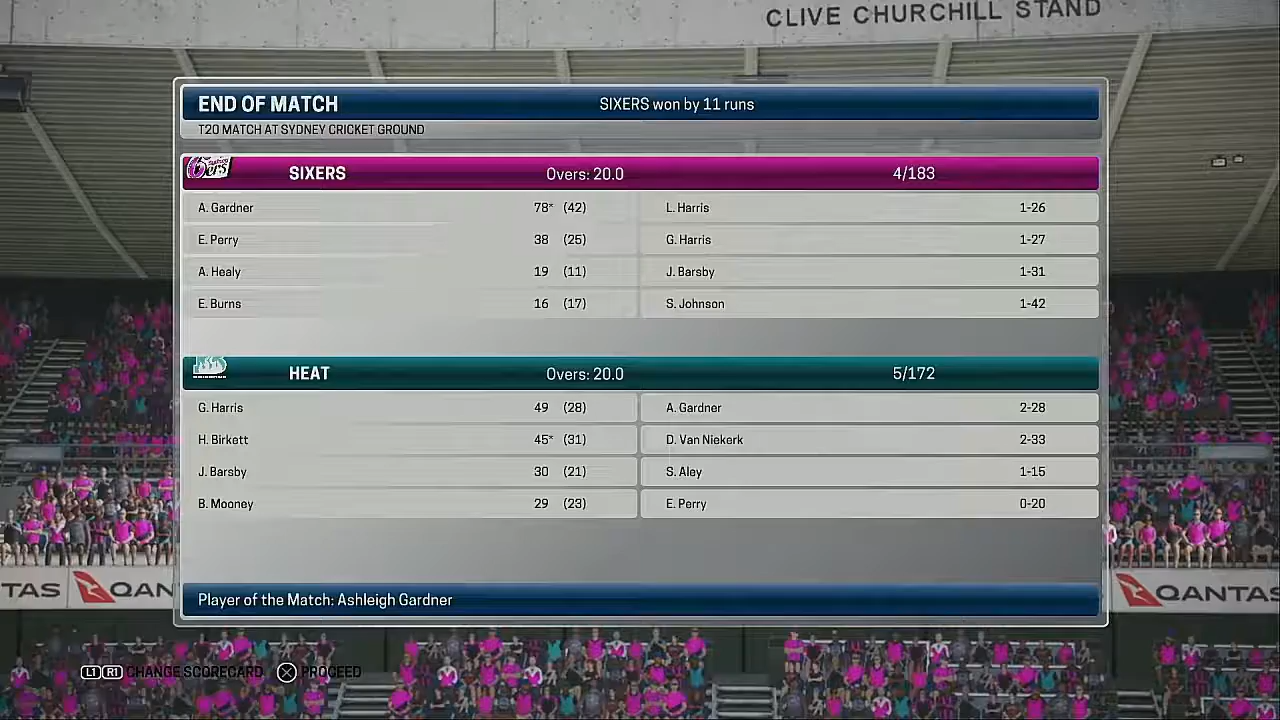 CLIVE CHURCHILL STAND
END OF MATCH SIXERS won by 11 runs
T20 MATCH AT SYDNEY CRICKET GROUND
6ers SIXERS Overs: 20.0 4/183
A. Gardner 78* (42) L. Harris 1-26
E. Perry 38 (25) G. Harris 1-27
A. Healy 19 (11) J. Barsby 1-31
E. Burns 16 (17) S. Johnson 1-42
HEAT Overs: 20.0 5/172
G. Harris 49 (28) A. Gardner 2-28
H. Birkett 45* (31) D. Van Niekerk 2-33
J. Barsby 30 (21) S. Aley 1-15
B. Mooney 29 (23) E. Perry 0-20
TAS QAN QANTAS
Player of the Match: Ashleigh Gardner
L1 R1 CHANGE SCORECARD PROCEED